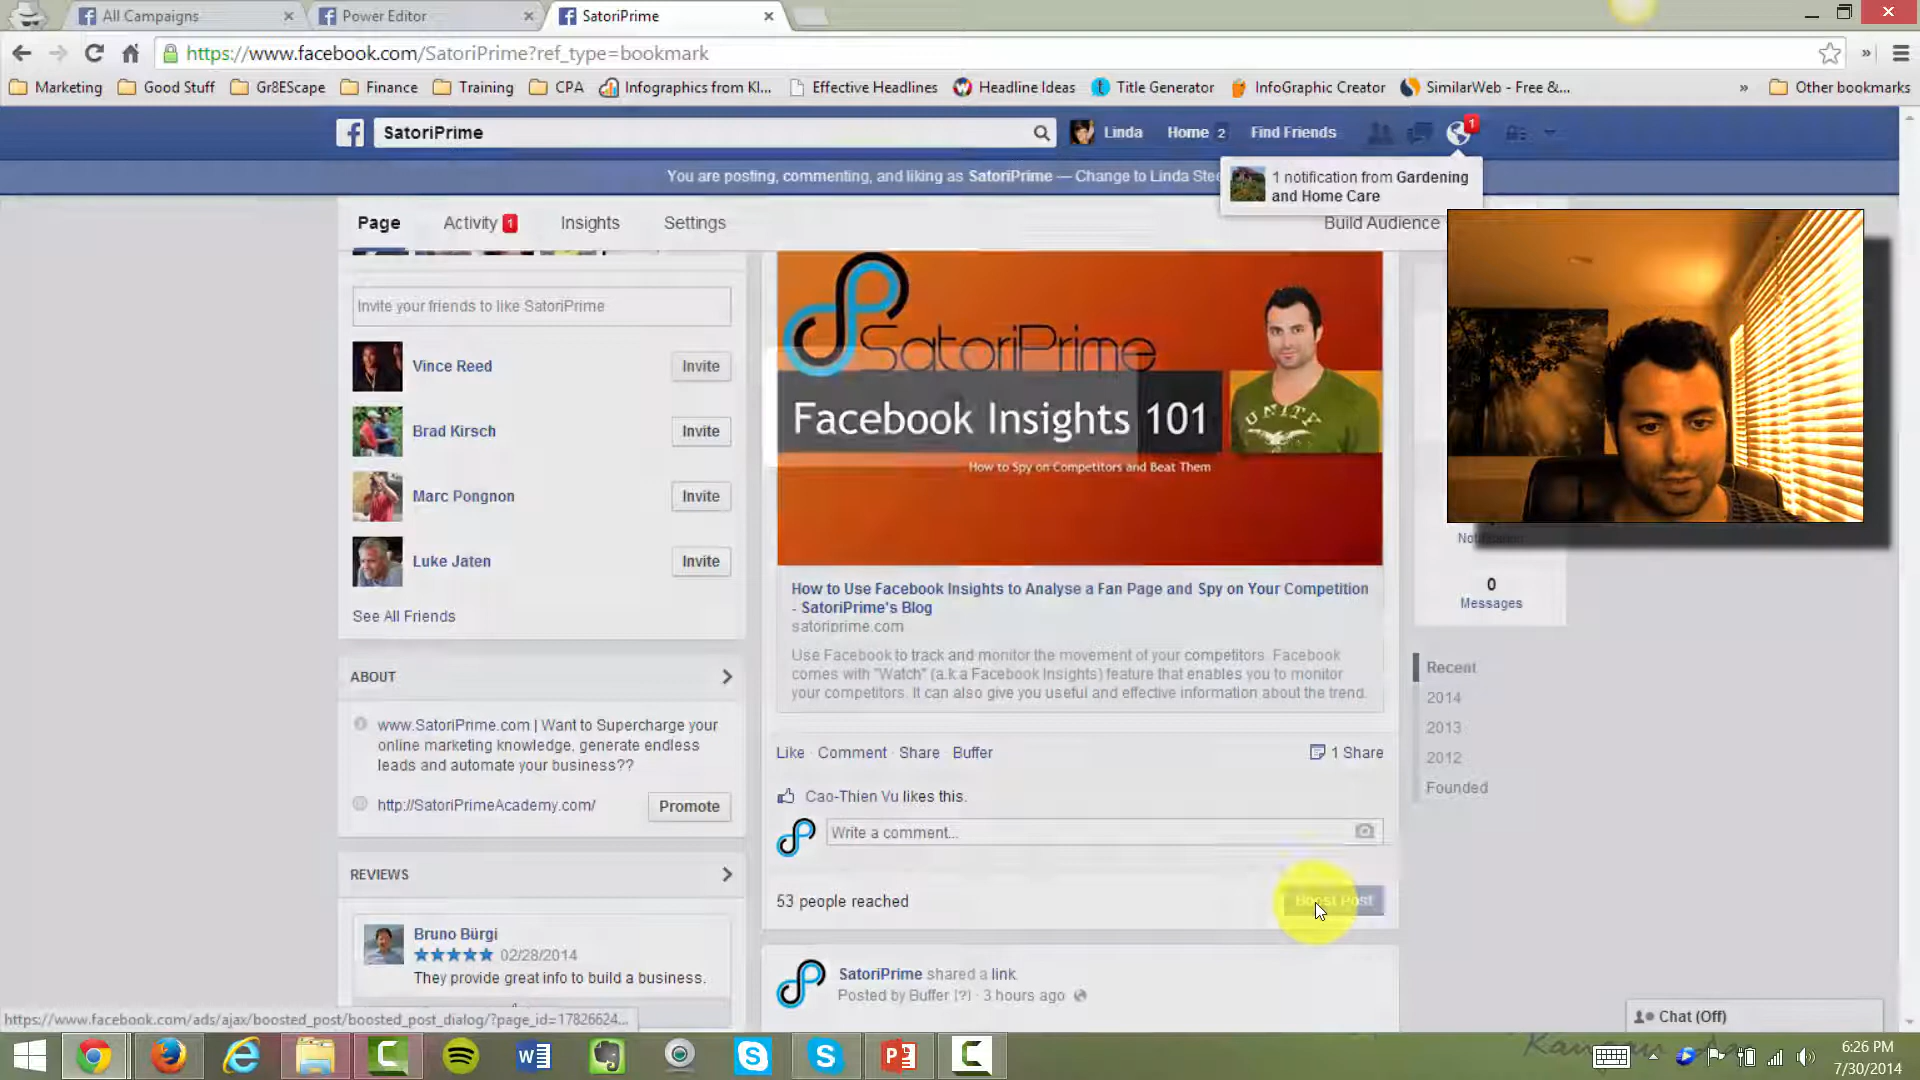 All Campaigns
Power Editor
SatoriPrime
https://www.facebook.com/SatoriPrime?ref_type=bookmark
Marketing
Good Stuff
Gr8EScape
Finance
Training
CPA
Infographics from Kl...
Effective Headlines
Headline Ideas
Title Generator
InfoGraphic Creator
SimilarWeb - Free &...
»
Other bookmarks
SatoriPrime
Linda
Home 2
Find Friends
1
You are posting, commenting, and liking as SatoriPrime — Change to Linda
1 notification from Gardening
and Home Care
Page
Activity 1
Insights
Settings
Build Audience
Invite your friends to like SatoriPrime
Vince Reed
Invite
Brad Kirsch
Invite
Marc Pongnon
Invite
Luke Jaten
Invite
See All Friends
ABOUT
www.SatoriPrime.com | Want to Supercharge your
online marketing knowledge, generate endless
leads and automate your business??
http://SatoriPrimeAcademy.com/
Promote
REVIEWS
Bruno Bürgi
★★★★★ 02/28/2014
They provide great info to build a business.
SatoriPrime
UNITY
Facebook Insights 101
How to Spy on Competitors and Beat Them
How to Use Facebook Insights to Analyse a Fan Page and Spy on Your Competition
- SatoriPrime's Blog
satoriprime.com
Use Facebook to track and monitor the movement of your competitors. Facebook
comes with "Watch" (a.k.a Facebook Insights) feature that enables you to monitor
your competitors. It can also give you useful and effective information about the trend.
Like · Comment · Share · Buffer
1 Share
Cao-Thien Vu likes this.
Write a comment...
53 people reached
Boost Post
SatoriPrime shared a link.
Posted by Buffer [?] · 3 hours ago
0
Messages
Recent
2014
2013
2012
Founded
Chat (Off)
https://www.facebook.com/ads/ajax/boosted_post/boosted_post_dialog/?page_id=17826624...
6:26 PM
7/30/2014